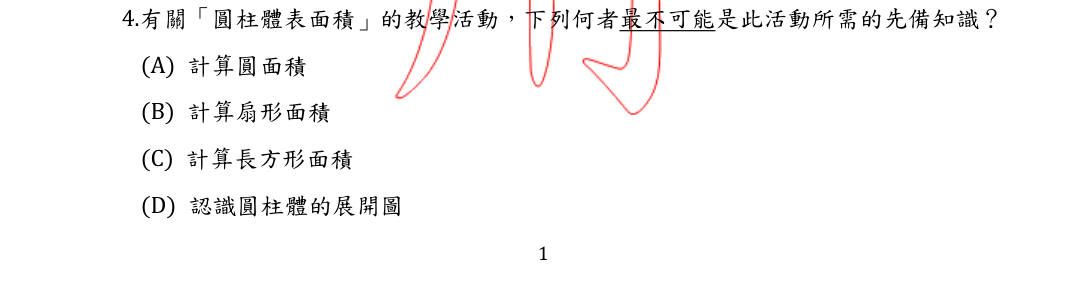 4.有關「圓柱體表面積」的教學活動，下列何者最不可能是此活動所需的先備知識？
(A) 計算圓面積
(B) 計算扇形面積
(C) 計算長方形面積
(D) 認識圓柱體的展開圖
1